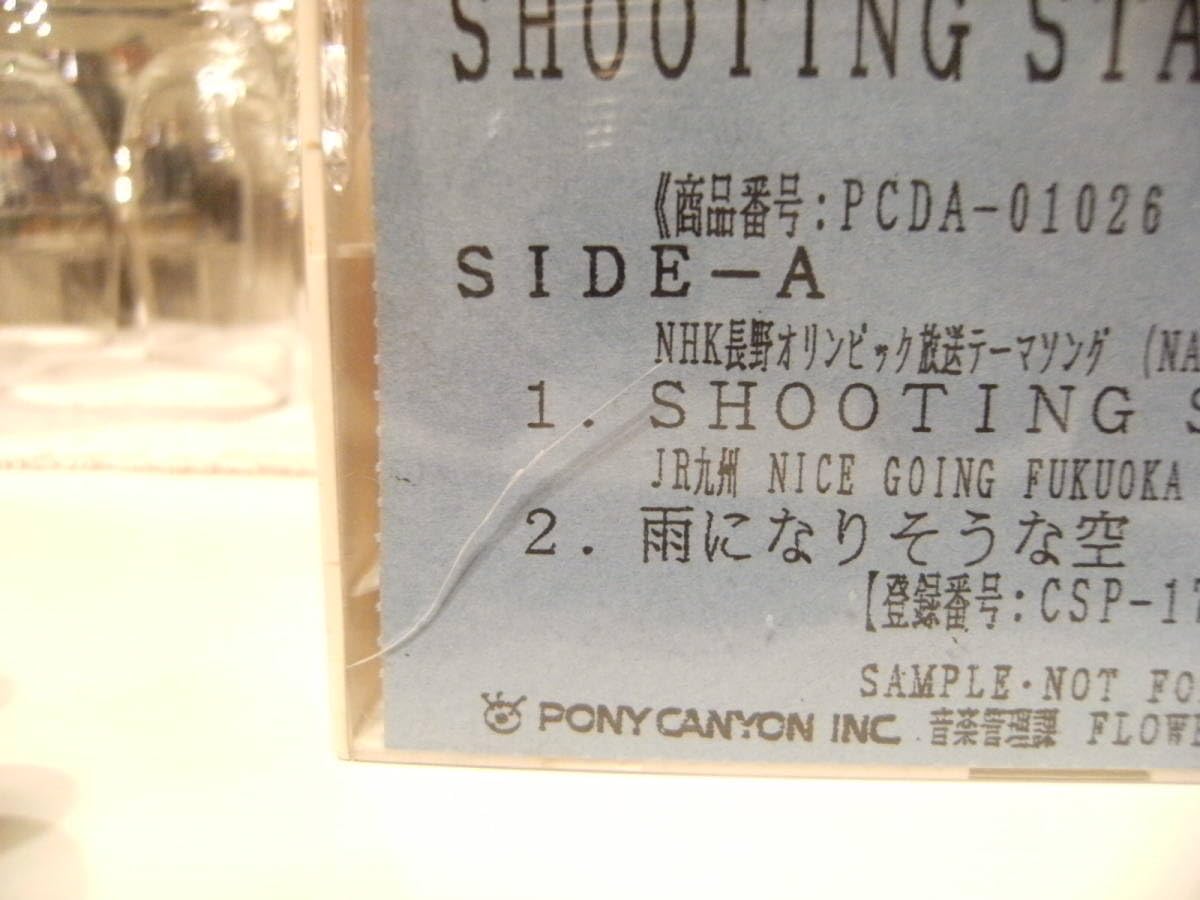 SHOOTING STA
《商品番号:PCDA-01026
SIDE-A
NHK長野オリンピック放送テーマソング (NA
1. SHOOTING S
JR九州 NICE GOING FUKUOKA
2. 雨になりそうな空
【登録番号:CSP-17
SAMPLE・NOT FO
PONY CANYON INC. 音楽管理課 FLOWE